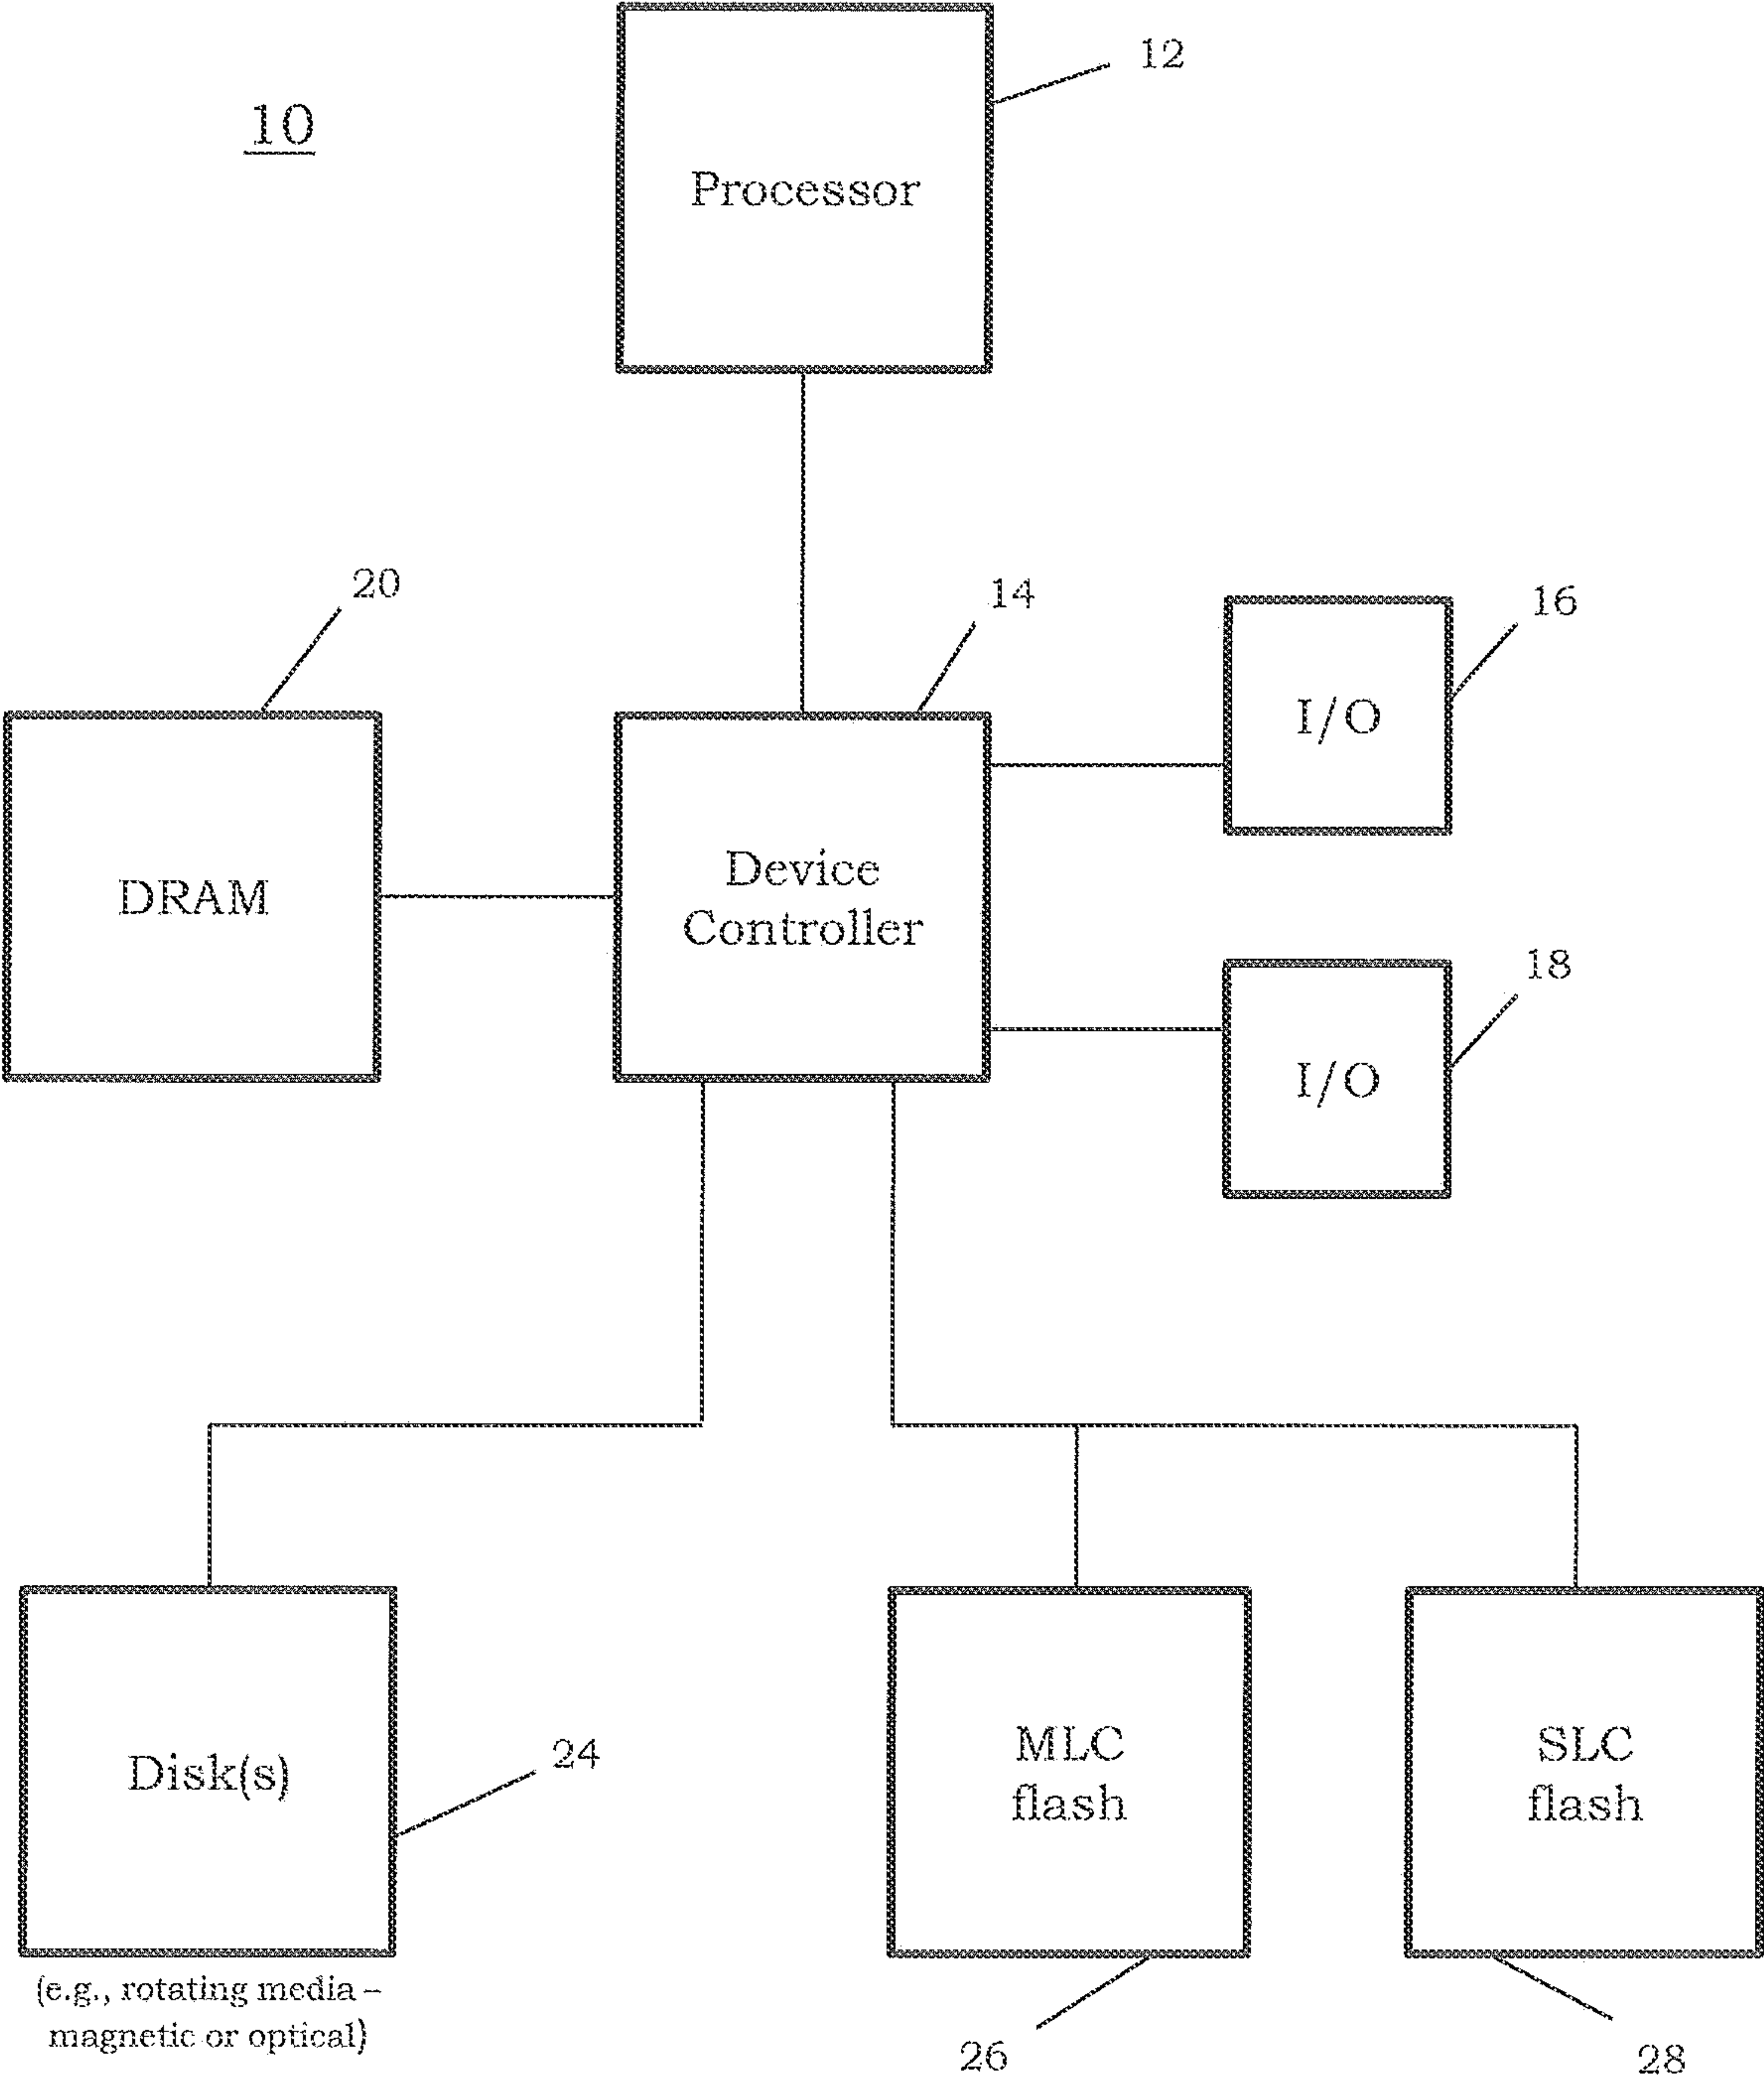 12
10
Processor
20
14
16
I/O
DRAM
Device
Controller
18
I/O
Disk(s)
24
MLC
flash
SLC
flash
(e.g., rotating media –
magnetic or optical)
26
28